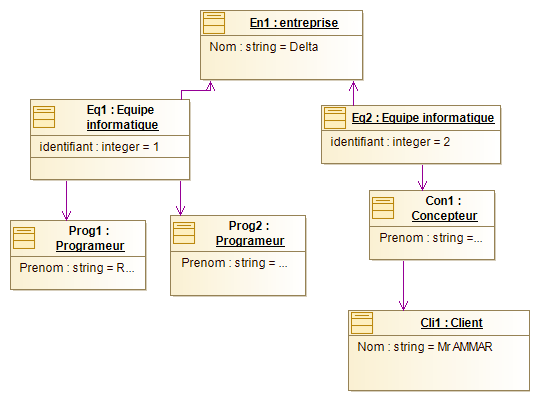 En1 : entreprise
Nom : string = Delta
Eq1 : Equipe
informatique
identifiant : integer = 1
Eq2 : Equipe informatique
identifiant : integer = 2
Prog1 :
Programeur
Prenom : string = R...
Prog2 :
Programeur
Prenom : string = ...
Con1 :
Concepteur
Prenom : string =...
Cli1 : Client
Nom : string = Mr AMMAR